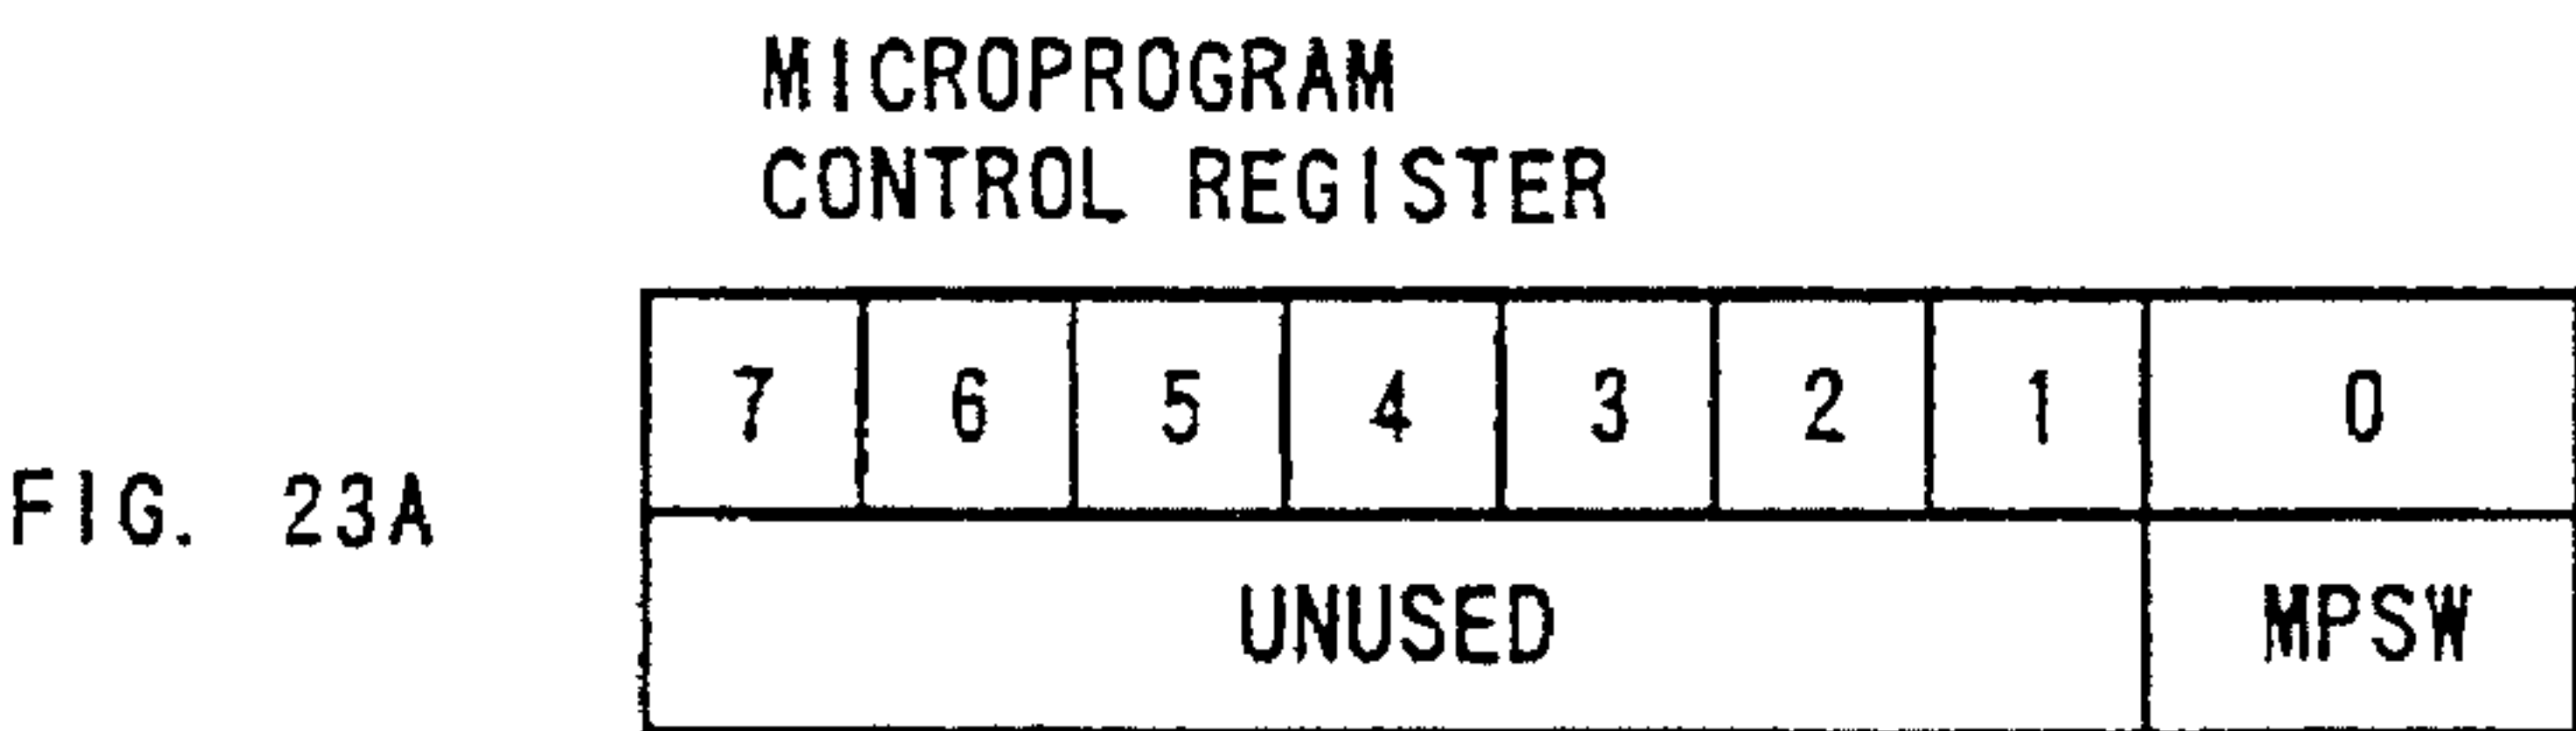 MICROPROGRAM
CONTROL REGISTER
7 6 5 4 3 2 1 0
FIG. 23A
UNUSED MPSW